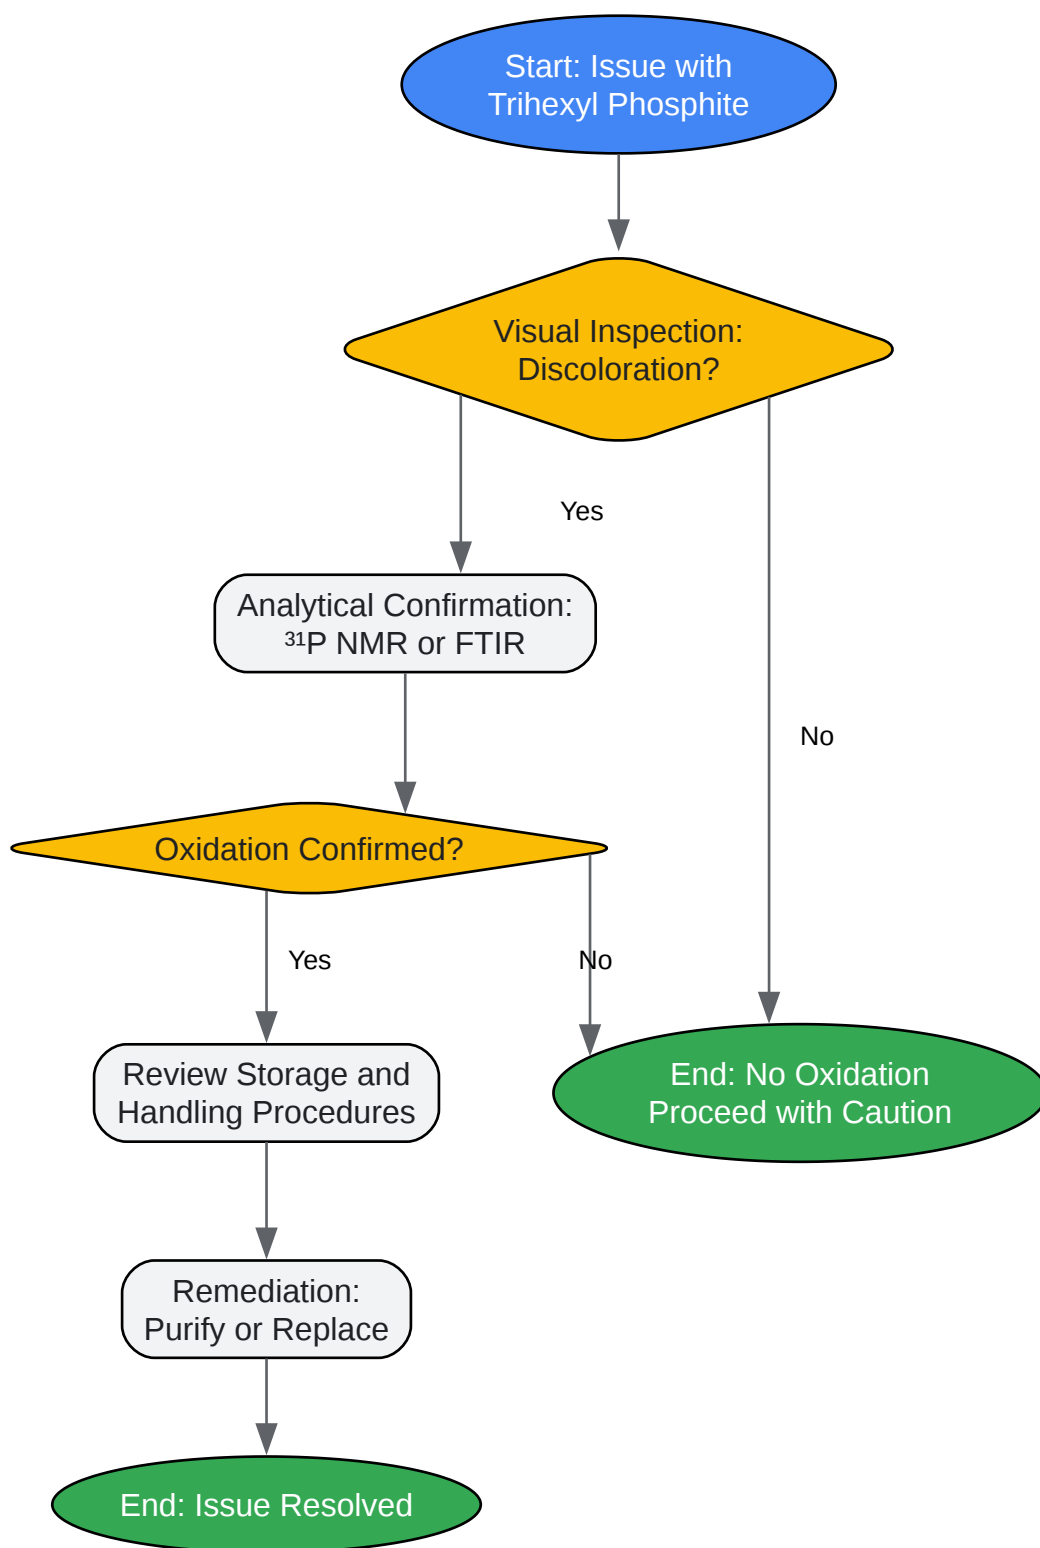 Start: Issue with
Trihexyl Phosphite
Visual Inspection:
Discoloration?
Yes
Analytical Confirmation:
³¹P NMR or FTIR
No
Oxidation Confirmed?
Yes
No
Review Storage and
Handling Procedures
End: No Oxidation
Proceed with Caution
Remediation:
Purify or Replace
End: Issue Resolved